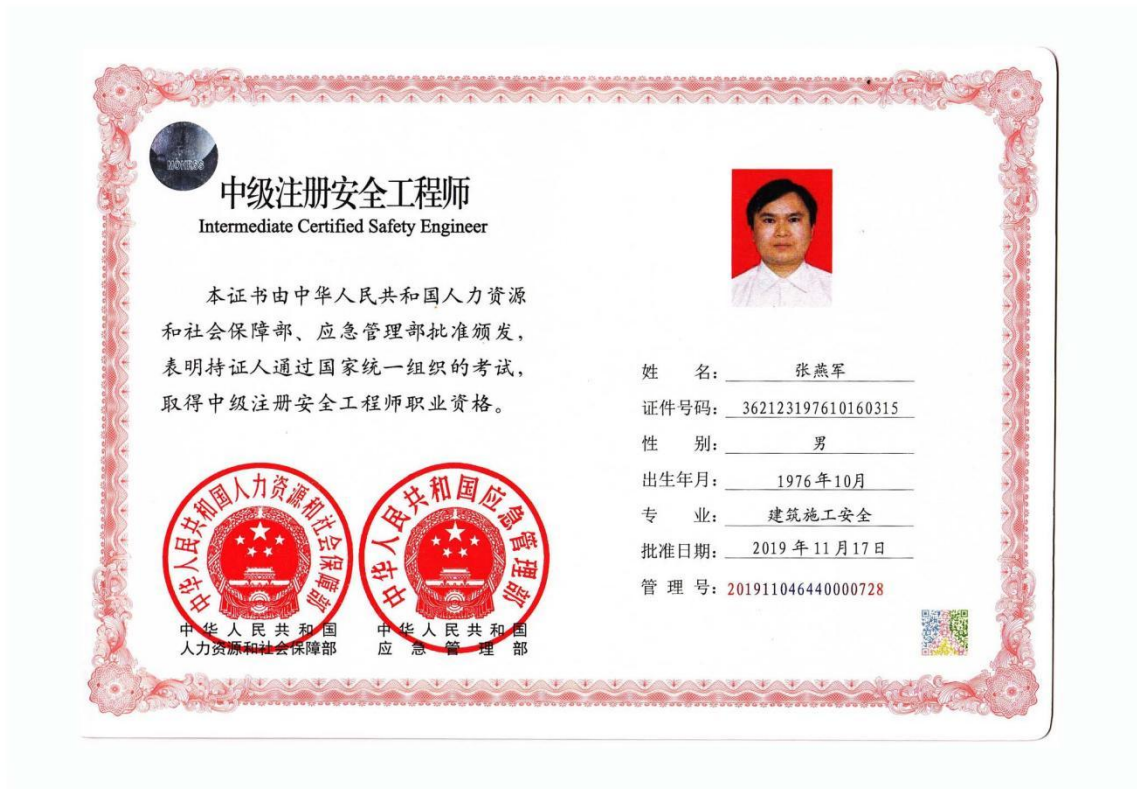 MOHRSS
中级注册安全工程师
Intermediate Certified Safety Engineer
本证书由中华人民共和国人力资源
和社会保障部、应急管理部批准颁发，
表明持证人通过国家统一组织的考试，
取得中级注册安全工程师职业资格。
中华人民共和国人力资源和社会保障部
中华人民共和国
人力资源和社会保障部
中华人民共和国应急管理部
中华人民共和国
应急管理部
姓名：张燕军
证件号码：362123197610160315
性别：男
出生年月：1976年10月
专业：建筑施工安全
批准日期：2019年11月17日
管理号：201911046440000728